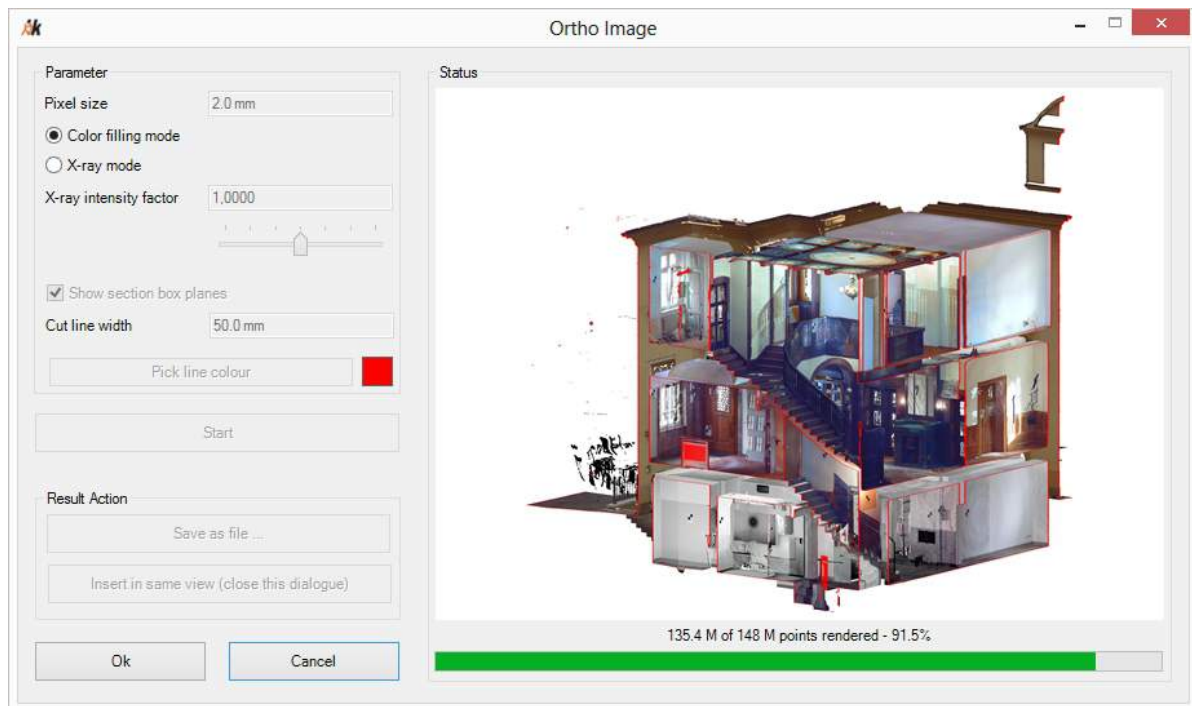 Ortho Image
Parameter
Pixel size 2.0 mm
Color filling mode
X-ray mode
X-ray intensity factor 1,0000
Show section box planes
Cut line width 50.0 mm
Pick line colour
Start
Result Action
Save as file ...
Insert in same view (close this dialogue)
Ok Cancel
Status
135.4 M of 148 M points rendered - 91.5%